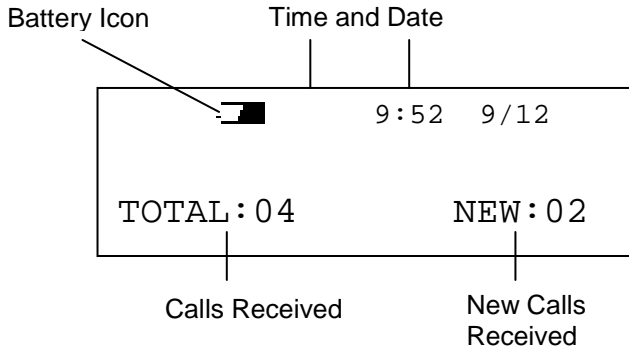 Battery Icon
Time and Date
9:52 9/12
TOTAL:04
NEW:02
Calls Received
New Calls
Received